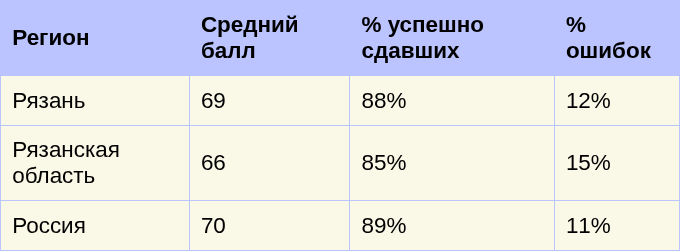 Регион
Средний
балл
% успешно
сдавших
%
ошибок
Рязань
69
88%
12%
Рязанская
область
66
85%
15%
Россия
70
89%
11%